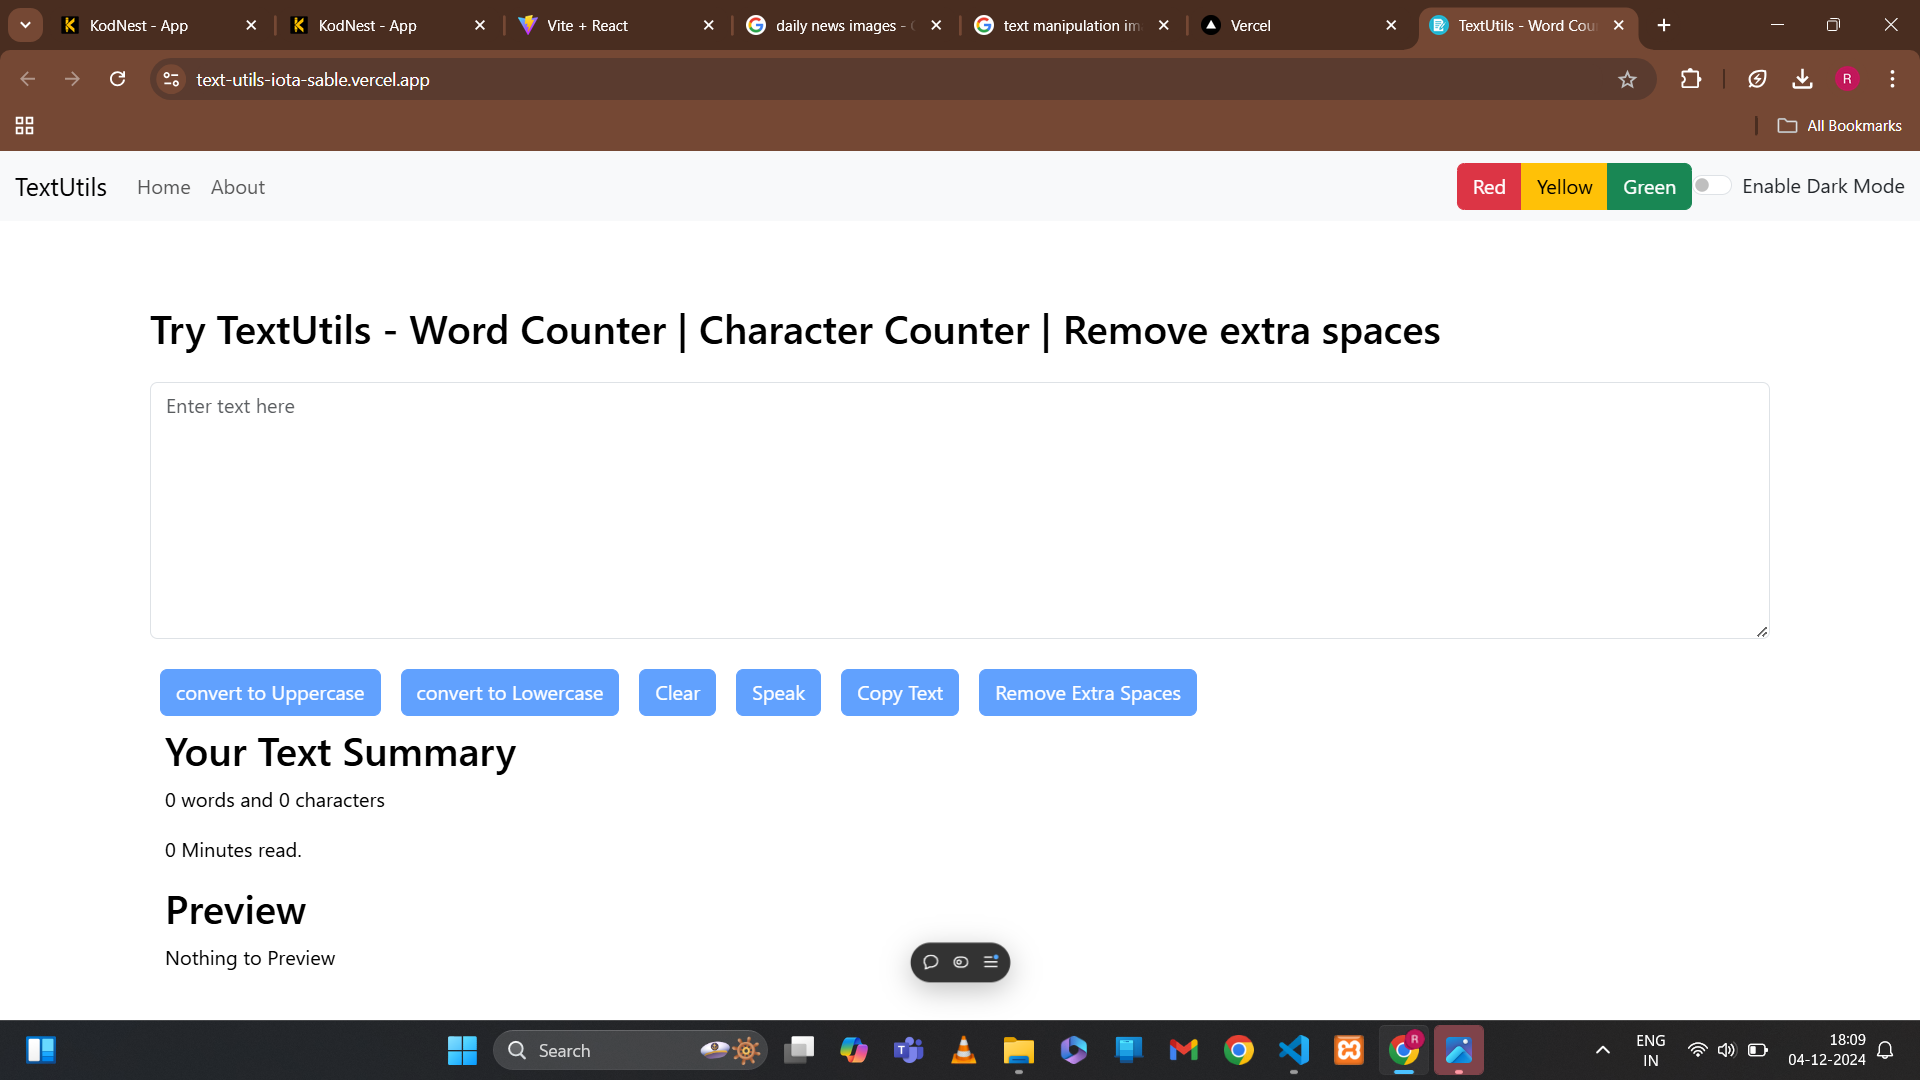 KodNest - App
KodNest - App
Vite + React
daily news images -
text manipulation im
Vercel
TextUtils - Word Cou
text-utils-iota-sable.vercel.app
R
All Bookmarks
TextUtils Home About Red Yellow Green Enable Dark Mode
Try TextUtils - Word Counter | Character Counter | Remove extra spaces
Enter text here
convert to Uppercase convert to Lowercase Clear Speak Copy Text Remove Extra Spaces
Your Text Summary
0 words and 0 characters
0 Minutes read.
Preview
Nothing to Preview
Search
R
ENG
IN
18:09
04-12-2024